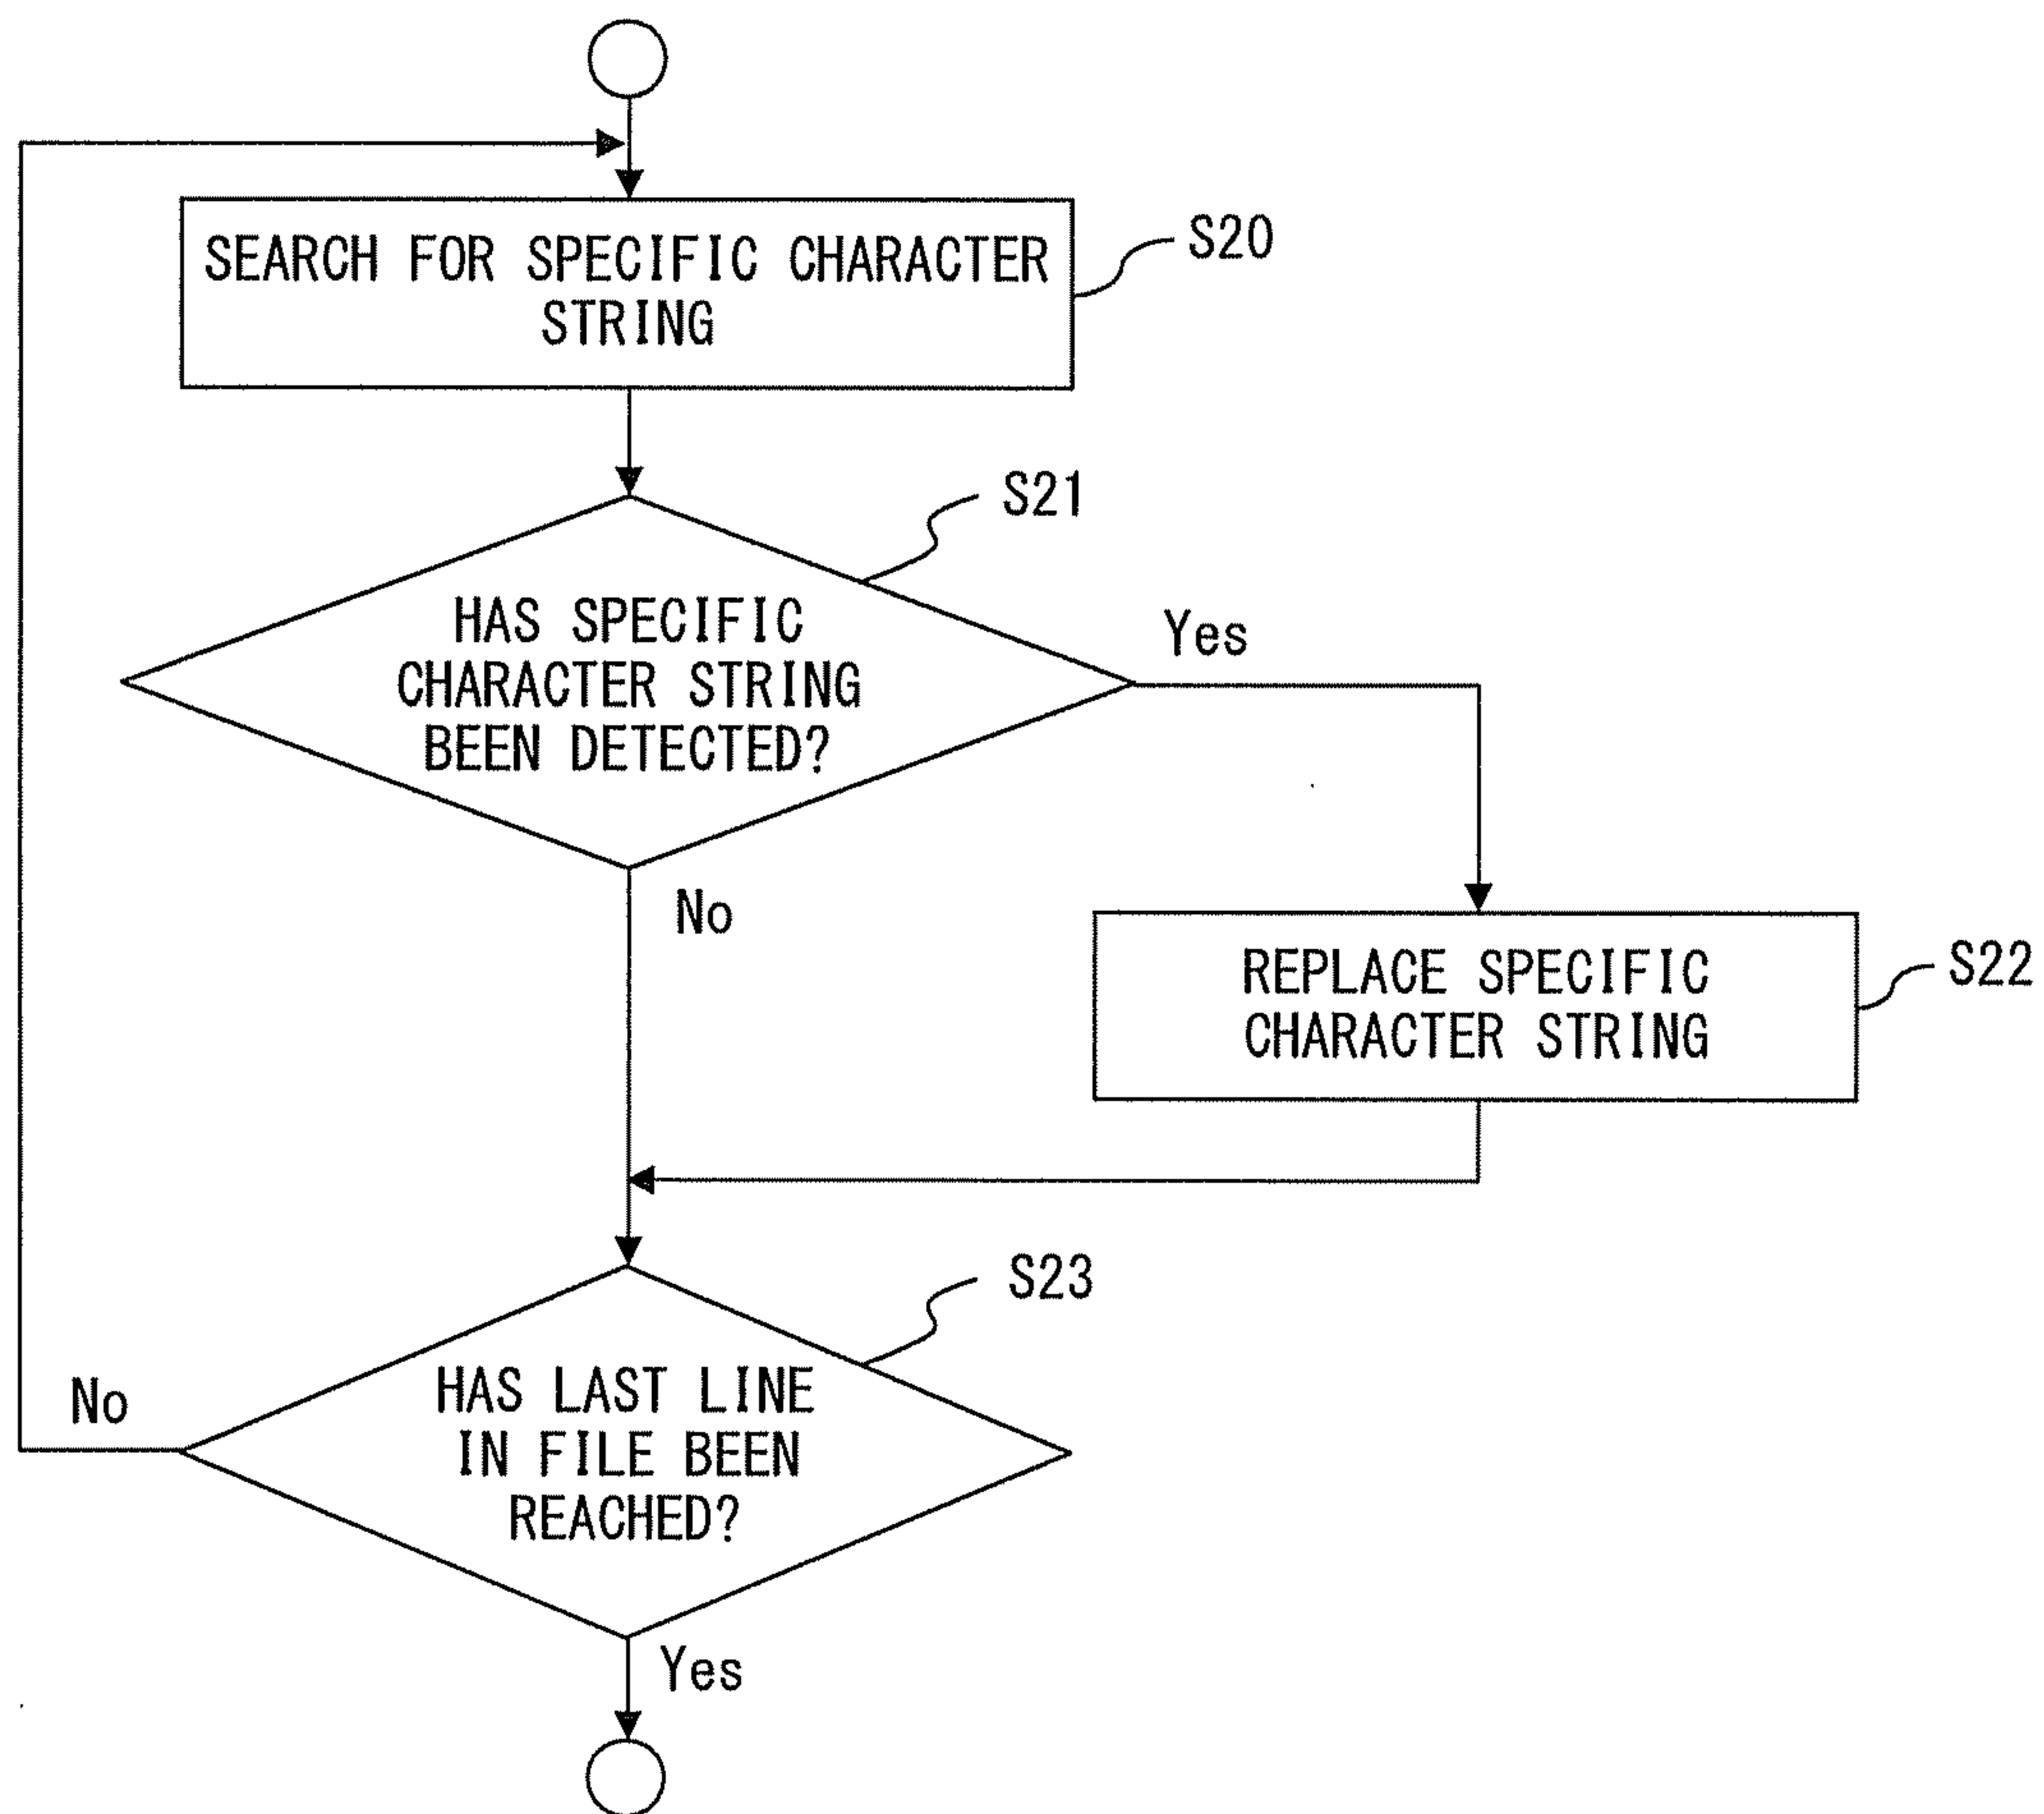 SEARCH FOR SPECIFIC CHARACTER
STRING
S20
S21
HAS SPECIFIC
CHARACTER STRING
BEEN DETECTED?
Yes
No
REPLACE SPECIFIC
CHARACTER STRING
S22
S23
HAS LAST LINE
IN FILE BEEN
REACHED?
No
Yes